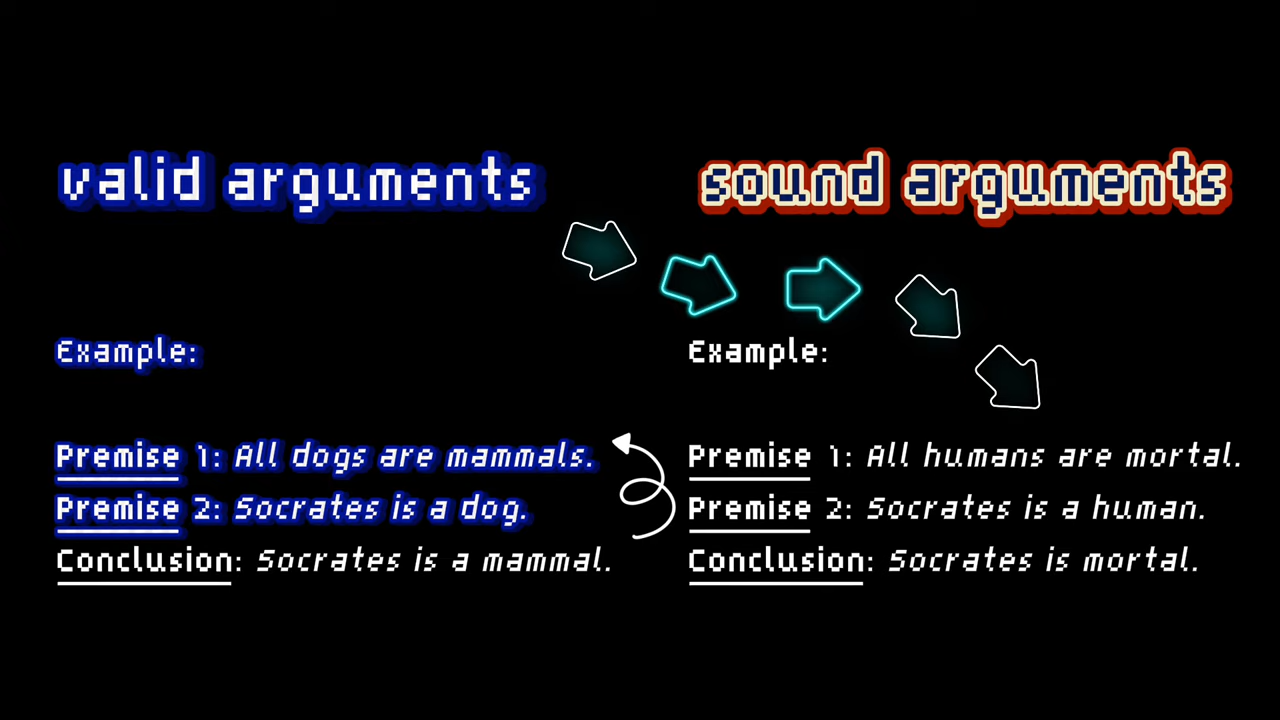 valid arguments
Example:
Premise 1: All dogs are mammals.
Premise 2: Socrates is a dog.
Conclusion: Socrates is a mammal.
sound arguments
Example:
Premise 1: All humans are mortal.
Premise 2: Socrates is a human.
Conclusion: Socrates is mortal.